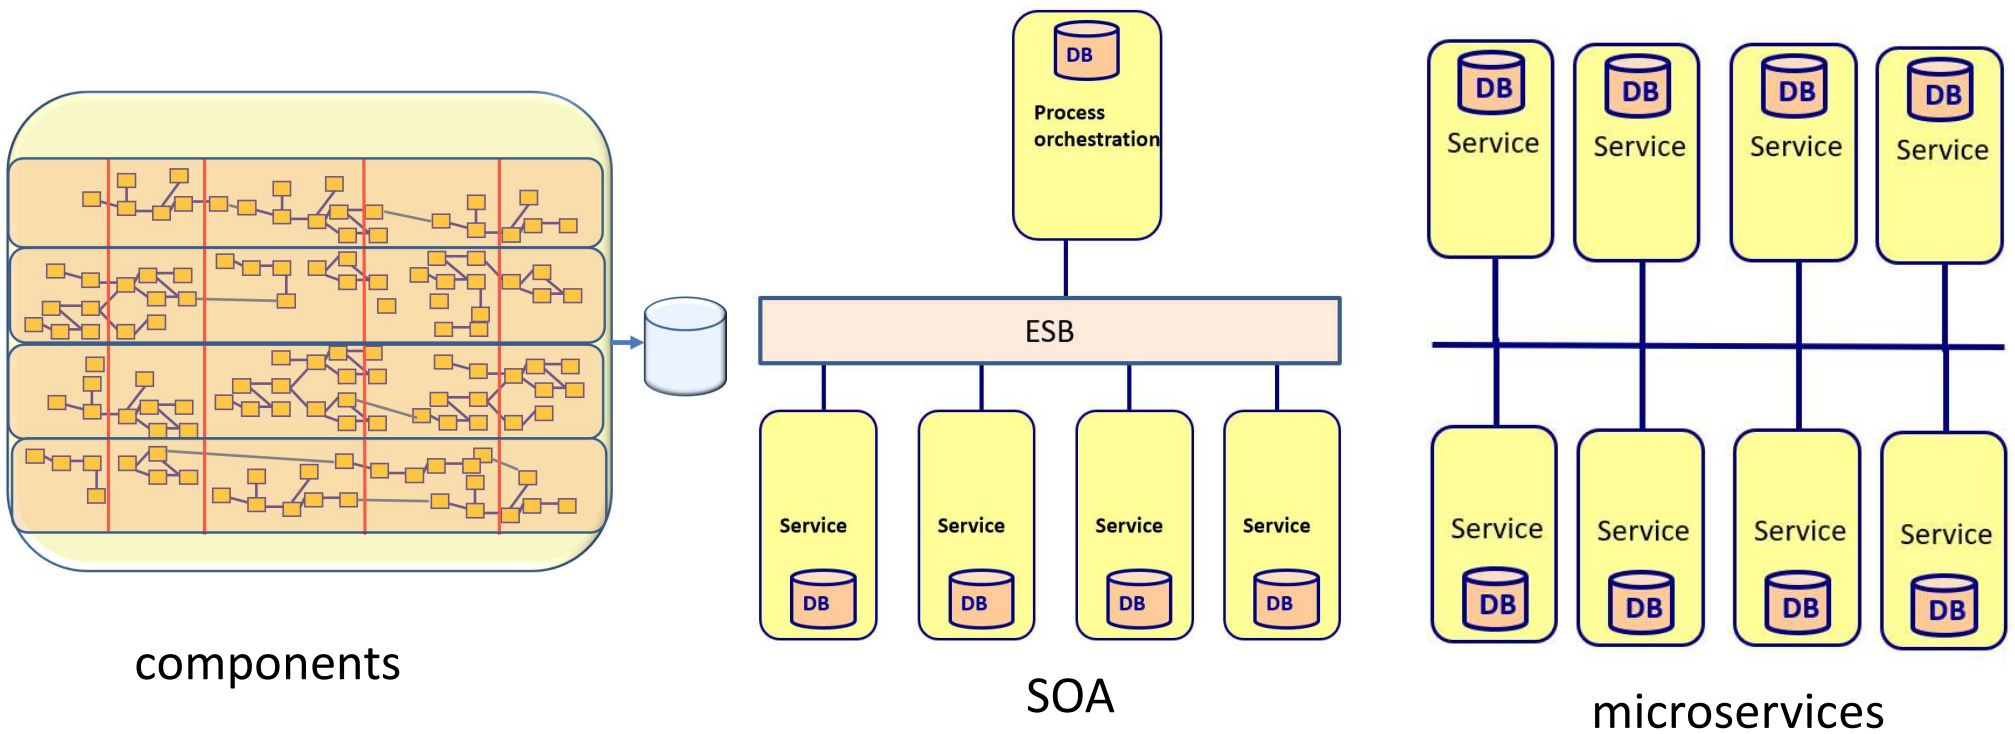 components
DB
Process
orchestration
ESB
Service
Service
Service
Service
DB
DB
DB
DB
SOA
DB
DB
DB
DB
Service
Service
Service
Service
Service
Service
Service
Service
DB
DB
DB
DB
microservices